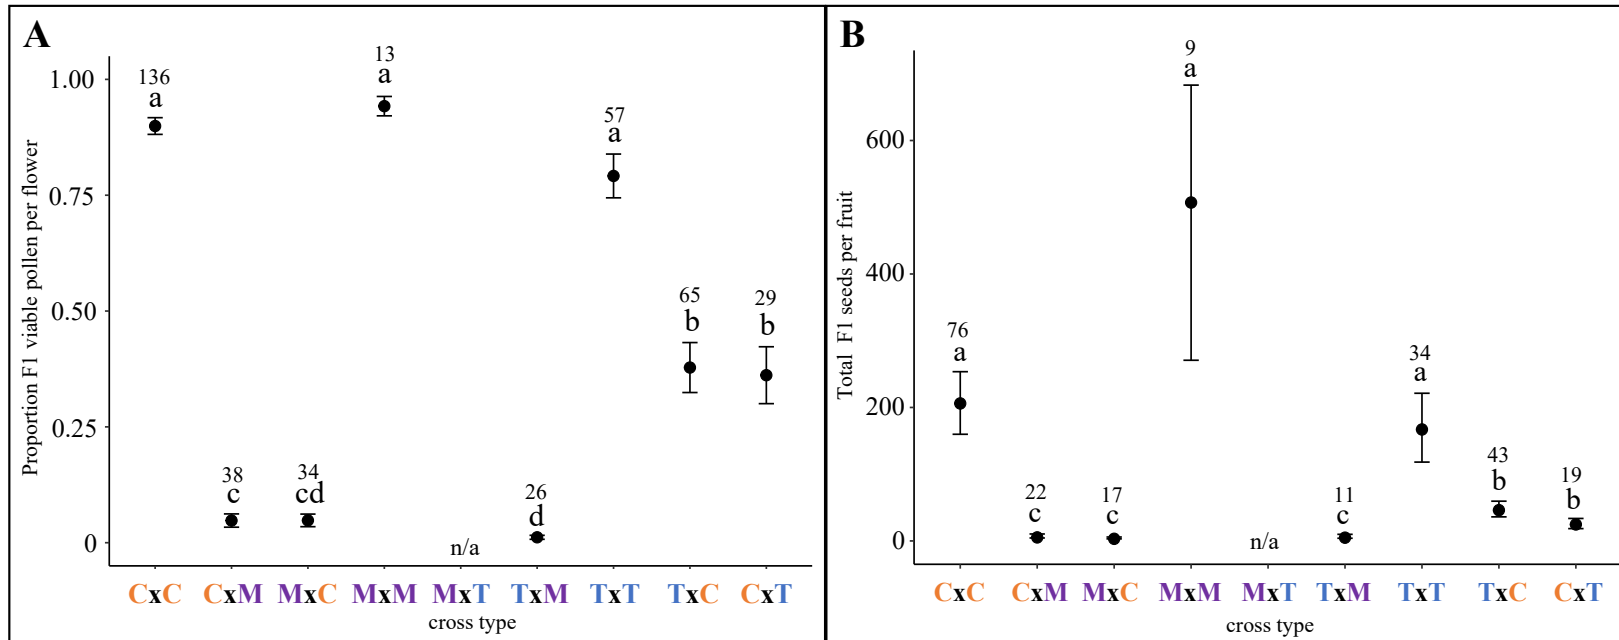 A
Proportion F1 viable pollen per flower
1.00
0.75
0.50
0.25
0
136
a
38
c
34
cd
13
a
n/a
26
d
57
a
65
b
29
b
CxC CxM MxC MxM MxT TxM TxT TxC CxT
cross type
B
Total F1 seeds per fruit
600
400
200
0
76
a
22
c
17
c
9
a
n/a
11
c
34
a
43
b
19
b
CxC CxM MxC MxM MxT TxM TxT TxC CxT
cross type